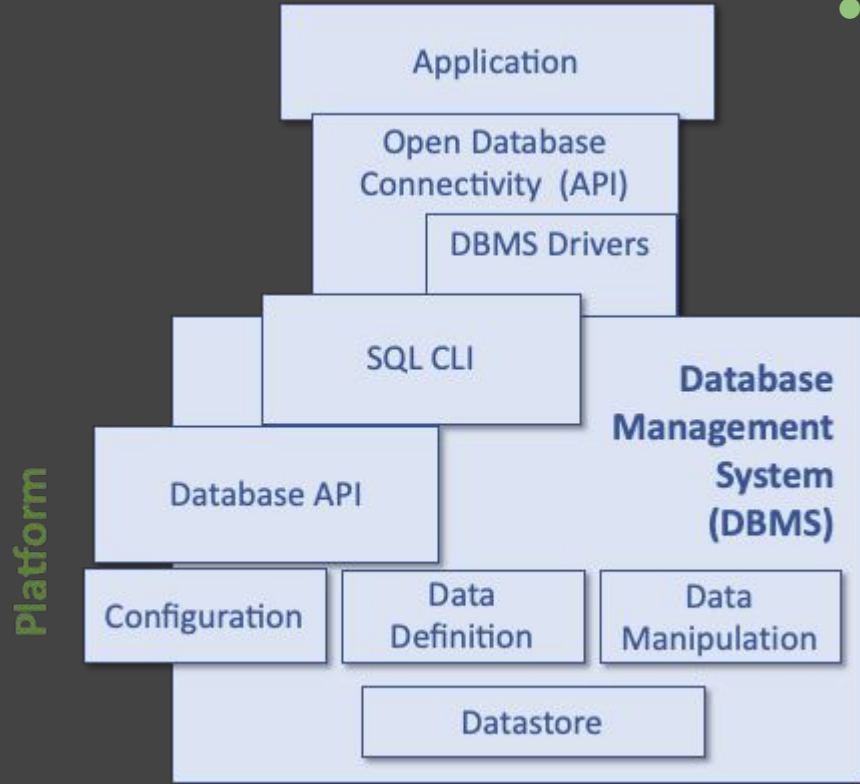 Application
Open Database
Connectivity (API)
DBMS Drivers
SQL CLI
Database
Management
System
(DBMS)
Database API
Platform
Configuration
Data
Definition
Data
Manipulation
Datastore